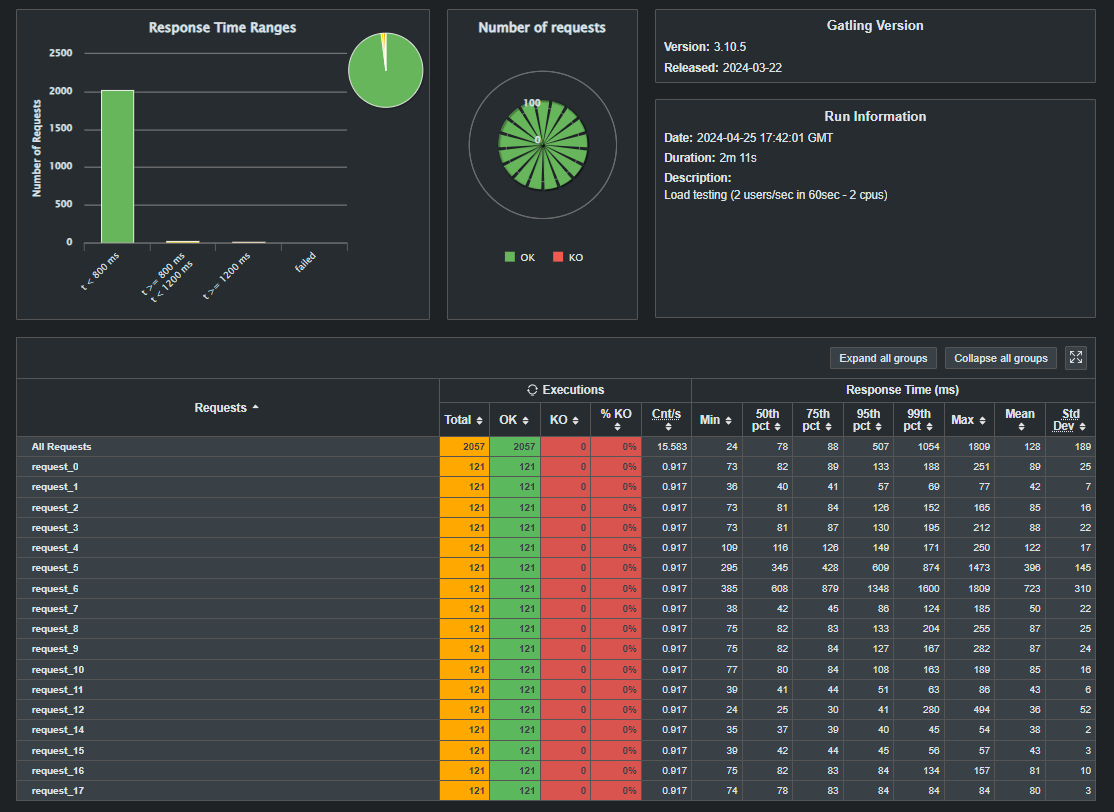 Response Time Ranges
2500
2000
1500
1000
500
0
Number of Requests
t < 800 ms
t >= 800 ms
t < 1200 ms
t >= 1200 ms
failed
Number of requests
100
0
OK KO
Gatling Version
Version: 3.10.5
Released: 2024-03-22
Run Information
Date: 2024-04-25 17:42:01 GMT
Duration: 2m 11s
Description:
Load testing (2 users/sec in 60sec - 2 cpus)
Expand all groups Collapse all groups
Requests Executions Response Time (ms)
Total OK KO % KO Cnt/s Min 50th pct 75th pct 95th pct 99th pct Max Mean Std Dev
All Requests 2057 2057 0 0% 15.583 24 78 88 507 1054 1809 128 189
request_0 121 121 0 0% 0.917 73 82 89 133 188 251 89 25
request_1 121 121 0 0% 0.917 36 40 41 57 69 77 42 7
request_2 121 121 0 0% 0.917 73 81 84 126 152 165 85 16
request_3 121 121 0 0% 0.917 73 81 87 130 195 212 88 22
request_4 121 121 0 0% 0.917 109 116 126 149 171 250 122 17
request_5 121 121 0 0% 0.917 295 345 428 609 874 1473 396 145
request_6 121 121 0 0% 0.917 385 608 879 1348 1600 1809 723 310
request_7 121 121 0 0% 0.917 38 42 45 86 124 185 50 22
request_8 121 121 0 0% 0.917 75 82 83 133 204 255 87 25
request_9 121 121 0 0% 0.917 75 82 84 127 167 282 87 24
request_10 121 121 0 0% 0.917 77 80 84 108 163 189 85 16
request_11 121 121 0 0% 0.917 39 41 44 51 63 86 43 6
request_12 121 121 0 0% 0.917 24 25 30 41 280 494 36 52
request_14 121 121 0 0% 0.917 35 37 39 40 45 54 38 2
request_15 121 121 0 0% 0.917 39 42 44 45 56 57 43 3
request_16 121 121 0 0% 0.917 75 82 83 84 134 157 81 10
request_17 121 121 0 0% 0.917 74 78 83 84 84 84 80 3